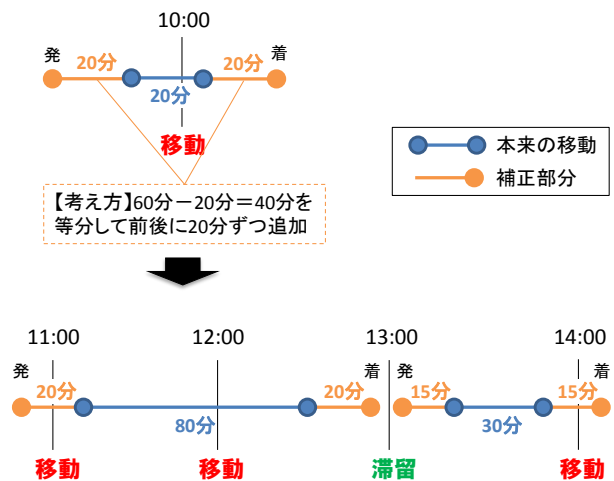 10:00
発
着
20分
20分
20分
移動
本来の移動
補正部分
【考え方】60分－20分＝40分を
等分して前後に20分ずつ追加
11:00
12:00
13:00
14:00
発
着
発
着
20分
20分
15分
15分
80分
30分
移動
移動
滞留
移動